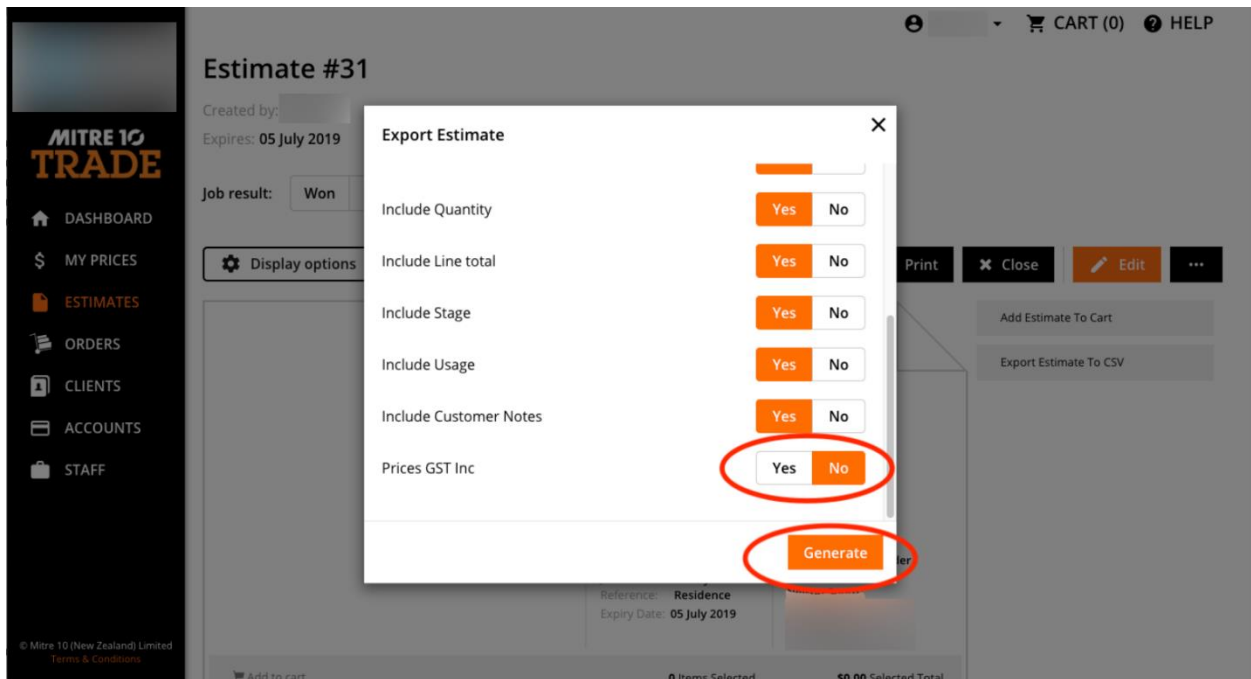 CART (0)
HELP
Estimate #31
Created by:
Expires: 05 July 2019
MITRE 10
TRADE
Job result:
Won
DASHBOARD
MY PRICES
ESTIMATES
ORDERS
CLIENTS
ACCOUNTS
STAFF
© Mitre 10 (New Zealand) Limited
Terms & Conditions
Display options
Print
Close
Edit
Add Estimate To Cart
Export Estimate To CSV
Export Estimate
Include Quantity Yes No
Include Line total Yes No
Include Stage Yes No
Include Usage Yes No
Include Customer Notes Yes No
Prices GST Inc Yes No
Generate
Reference: Residence
Expiry Date: 05 July 2019
Add to cart
0 Items Selected
$0.00 Selected Total